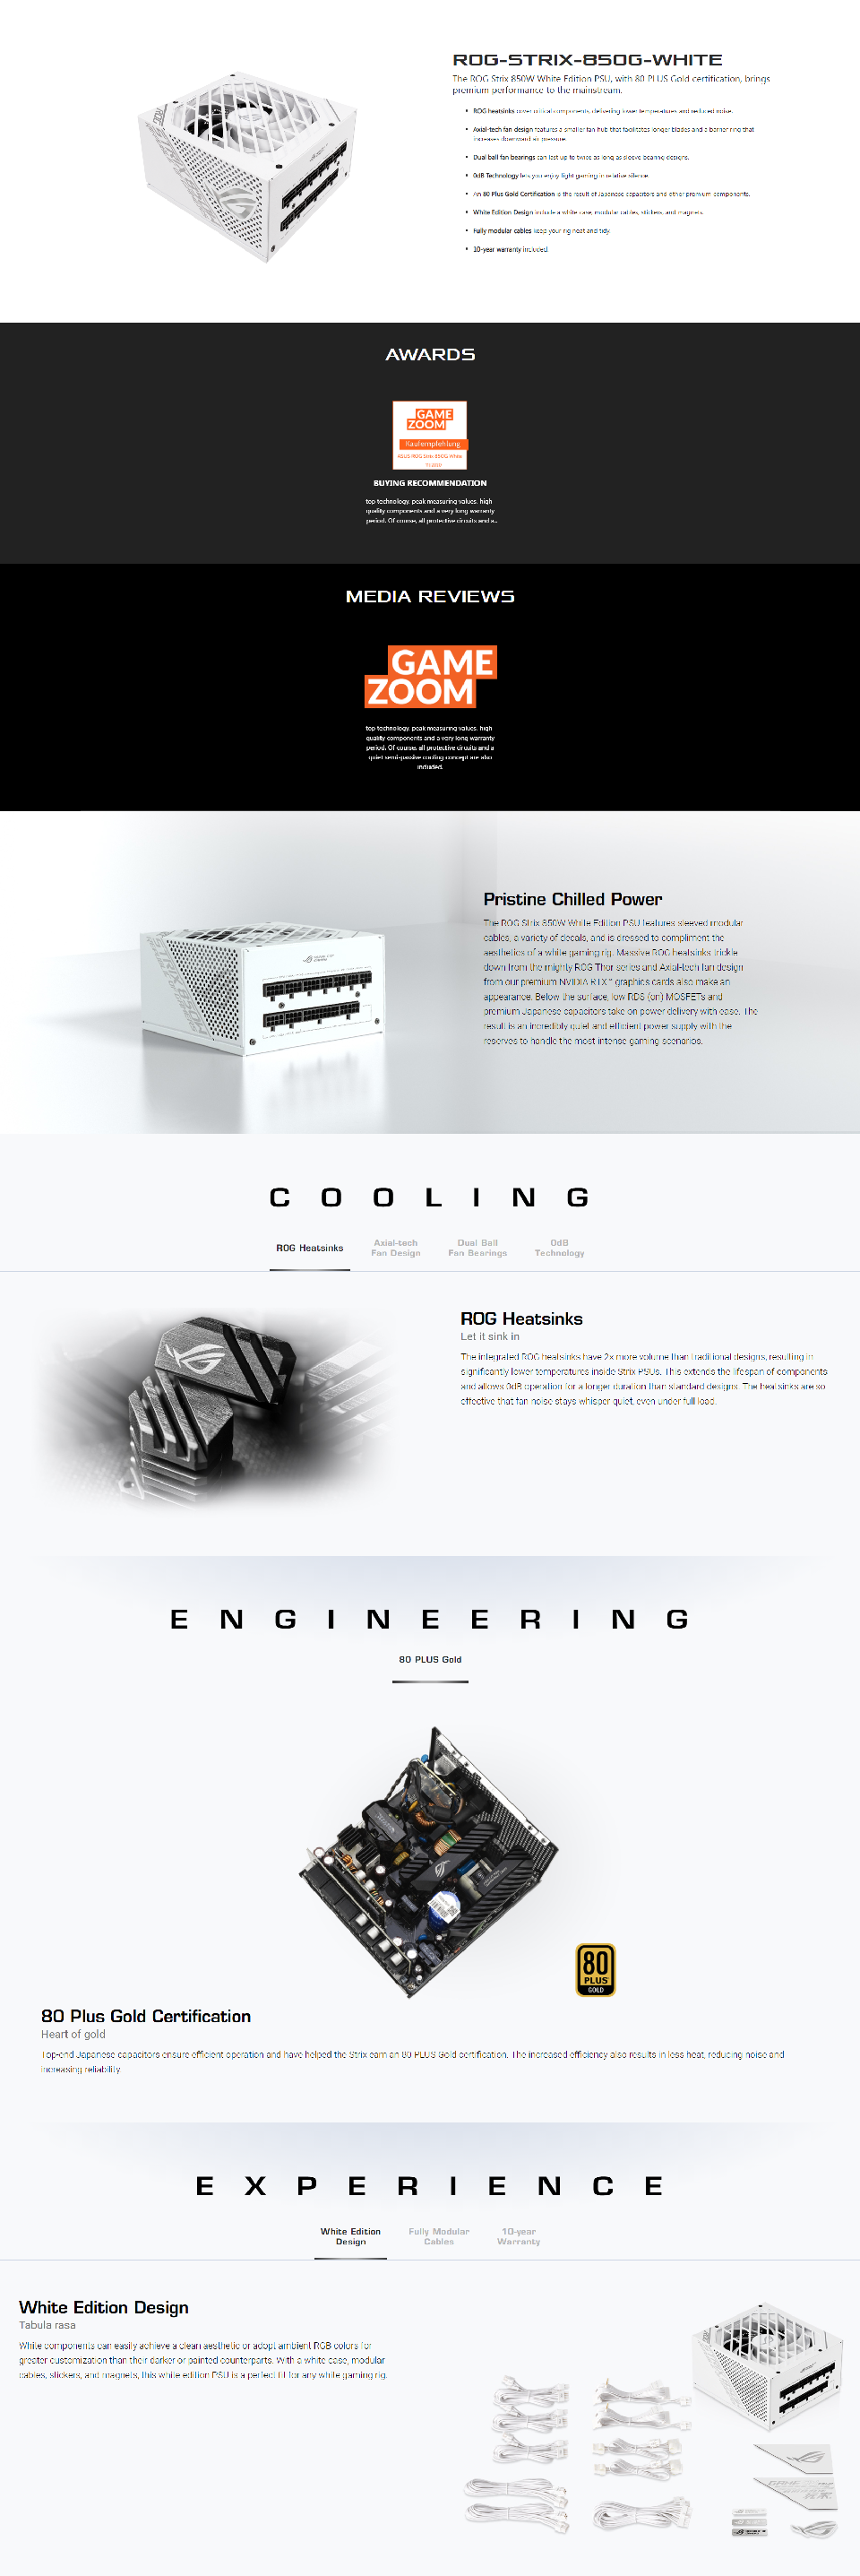 ROG-STRIX-850G-WHITE
The ROG Strix 850W White Edition PSU, with 80 PLUS Gold certification, brings
premium performance to the mainstream.
• ROG heatsinks cover critical components, delivering lower temperatures and reduced noise.
• Axial-tech fan design features a smaller fan hub that facilitates longer blades and a barrier ring that
increases downward air pressure.
• Dual ball fan bearings can last up to twice as long as sleeve bearing designs.
• 0dB Technology lets you enjoy light gaming in relative silence.
• An 80 Plus Gold Certification is the result of Japanese capacitors and other premium components.
• White Edition Design include a white case, modular cables, stickers, and magnets.
• Fully modular cables keep your rig neat and tidy.
• 10-year warranty included.
AWARDS
GAME
ZOOM
Kaufempfehlung
ASUS ROG Strix 850G White
BUYING RECOMMENDATION
top technology, peak measuring values, high
quality components and a very long warranty
period. Of course, all protective circuits and a...
MEDIA REVIEWS
GAME
ZOOM
top technology, peak measuring values, high
quality components and a very long warranty
period. Of course, all protective circuits and a
quiet semi-passive cooling concept are also
included.
Pristine Chilled Power
The ROG Strix 850W White Edition PSU features sleeved modular
cables, a variety of decals, and is dressed to compliment the
aesthetics of a white gaming rig. Massive ROG heatsinks trickle
down from the mighty ROG Thor series and Axial-tech fan design
from our premium NVIDIA RTX™ graphics cards also make an
appearance. Below the surface, low RDS (on) MOSFETs and
premium Japanese capacitors take on power delivery with ease. The
result is an incredibly quiet and efficient power supply with the
reserves to handle the most intense gaming scenarios.
COOLING
ROG Heatsinks
Axial-tech
Fan Design
Dual Ball
Fan Bearings
0dB
Technology
ROG Heatsinks
Let it sink in
The integrated ROG heatsinks have 2x more volume than traditional designs, resulting in
significantly lower temperatures inside Strix PSUs. This extends the lifespan of components
and allows 0dB operation for a longer duration than standard designs. The heatsinks are so
effective that fan noise stays whisper quiet, even under full load.
ENGINEERING
80 PLUS Gold
80
PLUS
GOLD
80 Plus Gold Certification
Heart of gold
Top-end Japanese capacitors ensure efficient operation and have helped the Strix earn an 80 PLUS Gold certification. The increased efficiency also results in less heat, reducing noise and
increasing reliability.
EXPERIENCE
White Edition
Design
Fully Modular
Cables
10-year
Warranty
White Edition Design
Tabula rasa
White components can easily achieve a clean aesthetic or adopt ambient RGB colors for
greater customization than their darker or painted counterparts. With a white case, modular
cables, stickers, and magnets, this white edition PSU is a perfect fit for any white gaming rig.